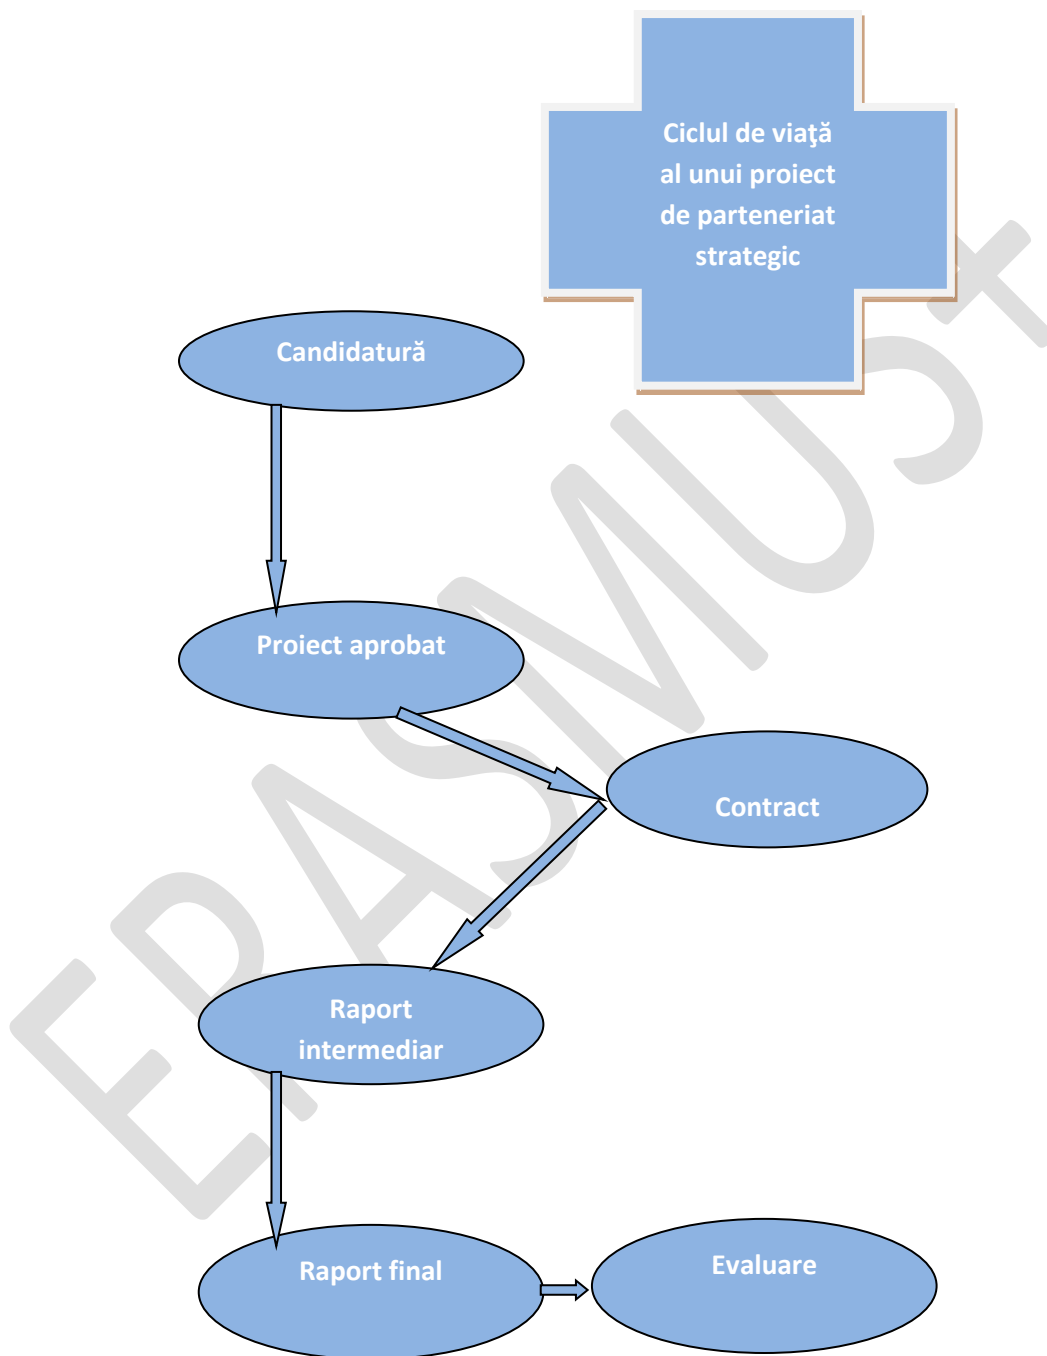 Ciclul de viaţă
al unui proiect
de parteneriat
strategic
Candidatură
Proiect aprobat
Contract
Raport
intermediar
Raport final
Evaluare
ERASMUS+